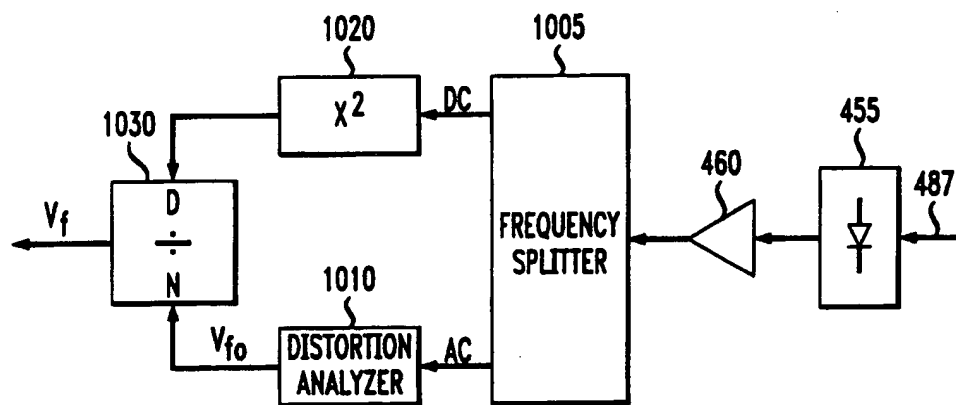 1020
1005
X²
DC
1030
455
460
487
D
÷
N
Vf
FREQUENCY
SPLITTER
1010
Vfo
DISTORTION
ANALYZER
AC